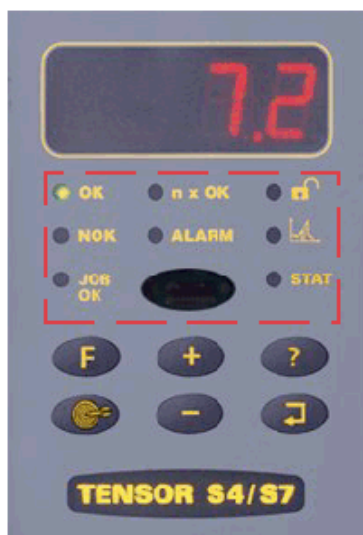 7.2
OK n x OK
NOK ALARM
JOB
OK
STAT
F + ?
-
TENSOR S4/S7